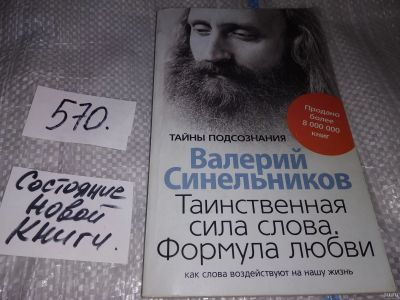 570.
Состояние
новой
книги.
Продано
более
8 000 000
книг
ТАЙНЫ ПОДСОЗНАНИЯ
Валерий
Синельников
Таинственная
сила слова.
Формула любви
как слова воздействуют на нашу жизнь